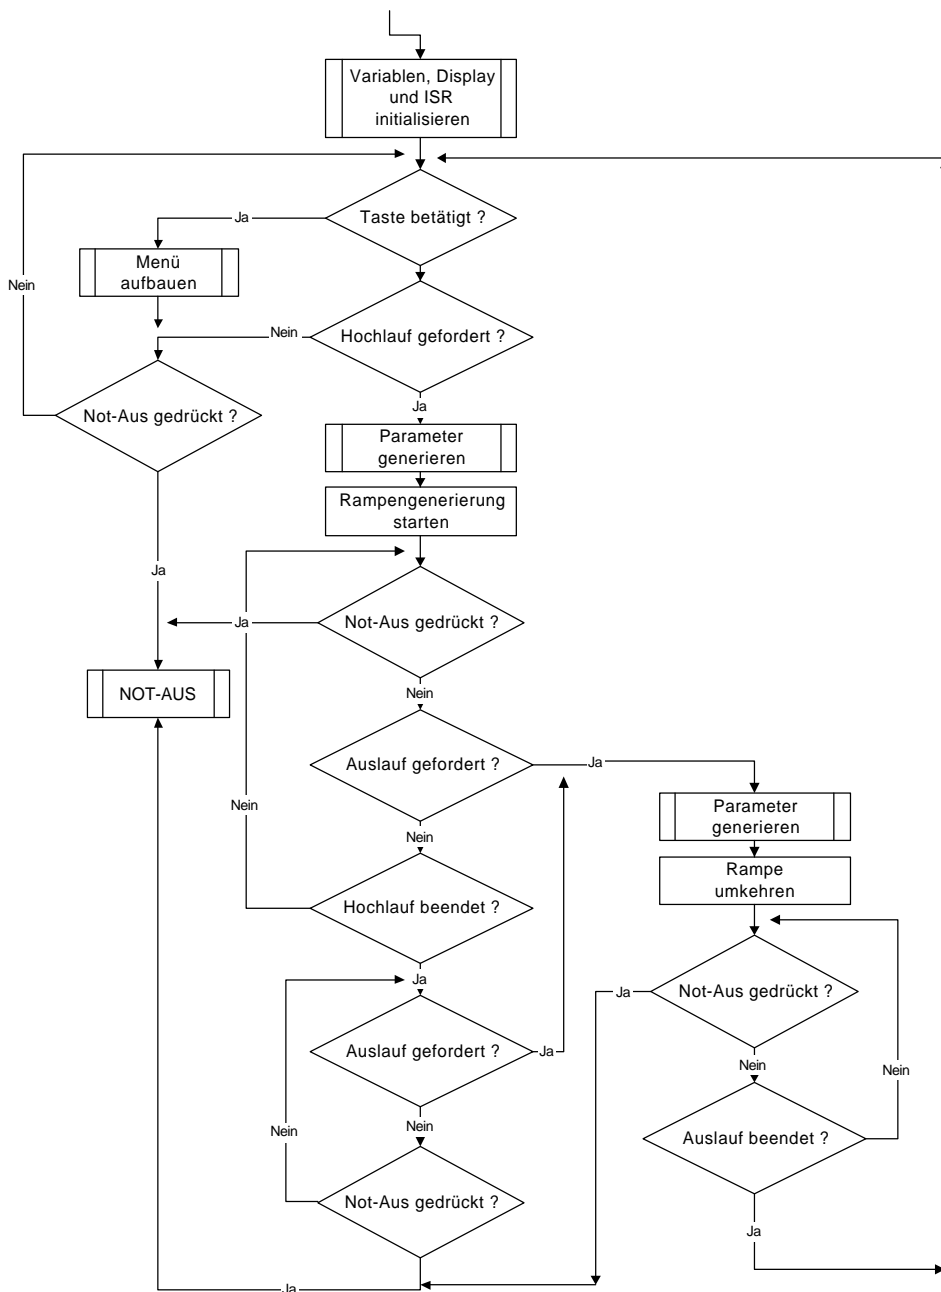 Variablen, Display
und ISR
initialisieren
Taste betätigt ?
Ja
Menü
aufbauen
Nein
Nein
Hochlauf gefordert ?
Not-Aus gedrückt ?
Ja
Parameter
generieren
Rampengenerierung
starten
Ja
Ja
Not-Aus gedrückt ?
NOT-AUS
Nein
Auslauf gefordert ?
Ja
Nein
Parameter
generieren
Nein
Rampe
umkehren
Hochlauf beendet ?
Ja
Not-Aus gedrückt ?
Ja
Auslauf gefordert ?
Ja
Nein
Nein
Nein
Nein
Auslauf beendet ?
Not-Aus gedrückt ?
Ja
Ja